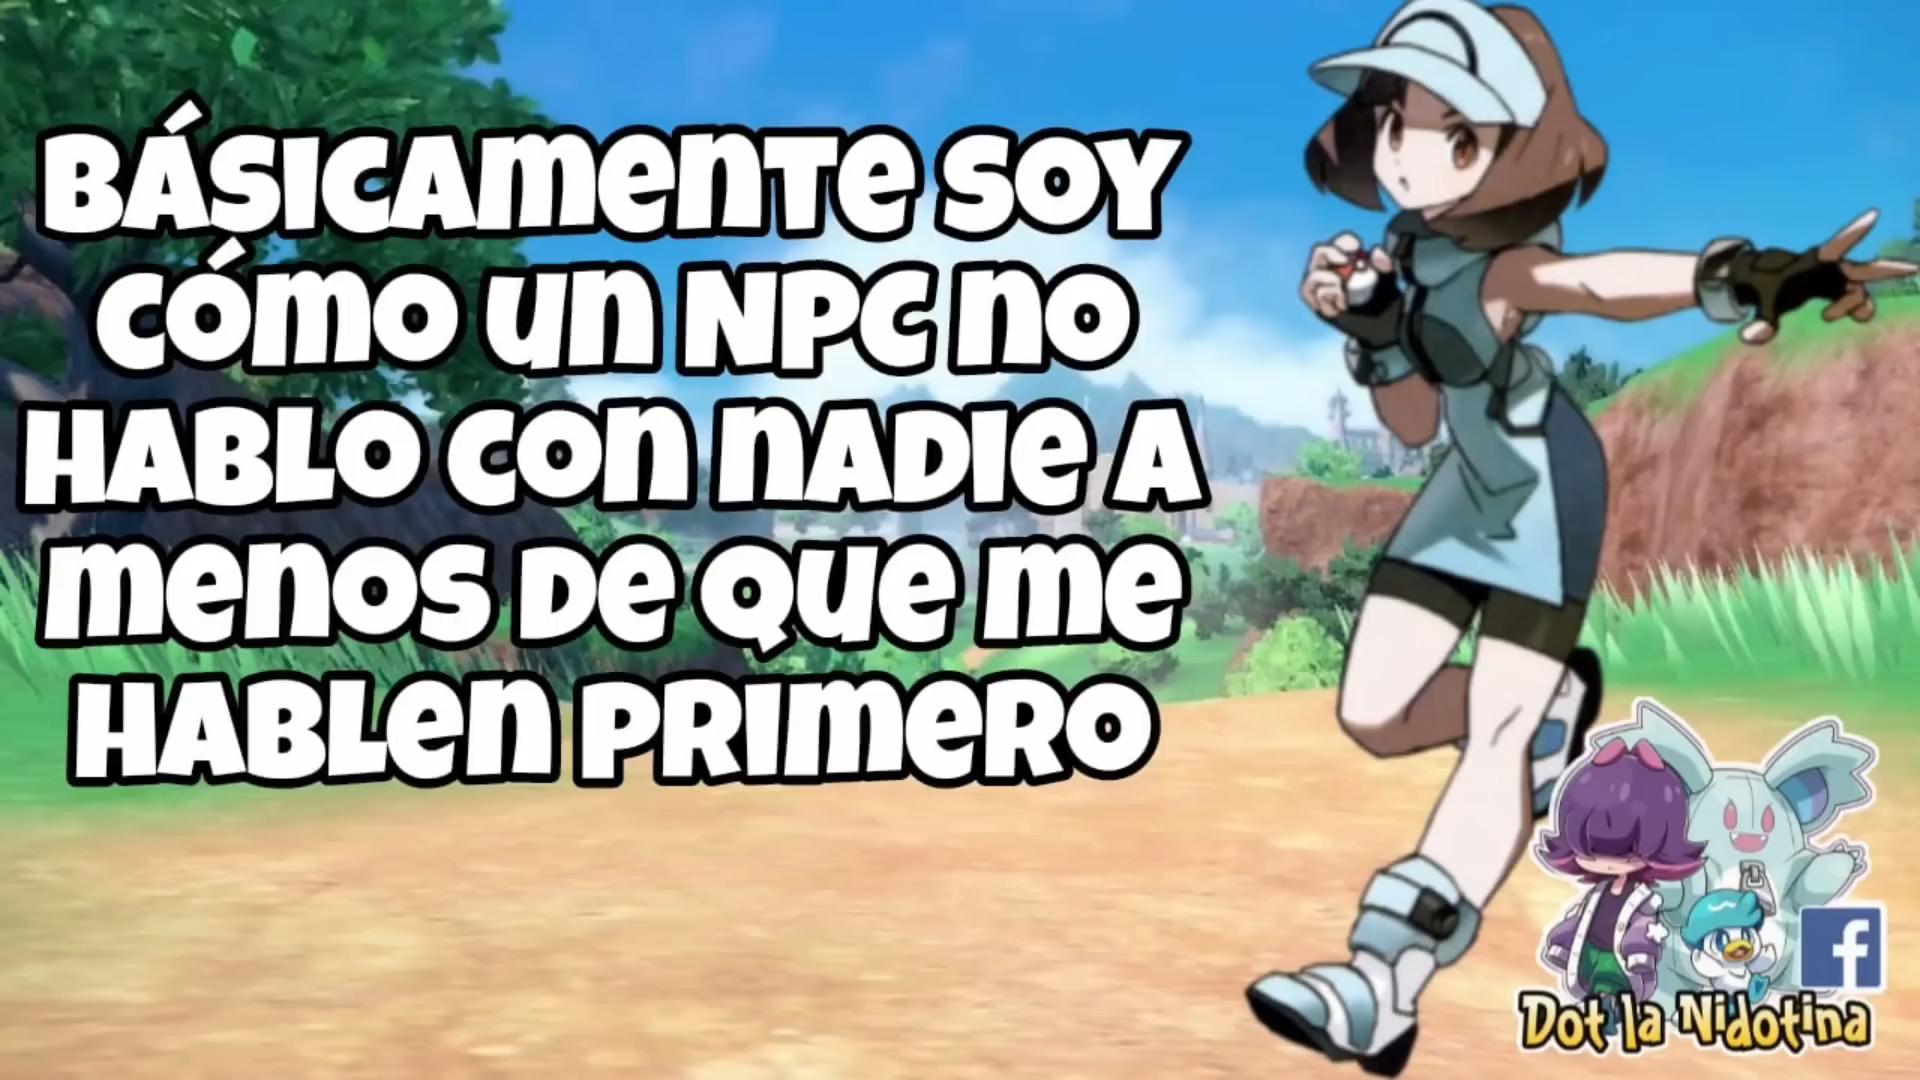 BÁSICAMENTE SOY
CÓMO UN NPC NO
HABLO CON NADIE A
MENOS DE QUE ME
HABLEN PRIMERO
f
Dot la Nidotina